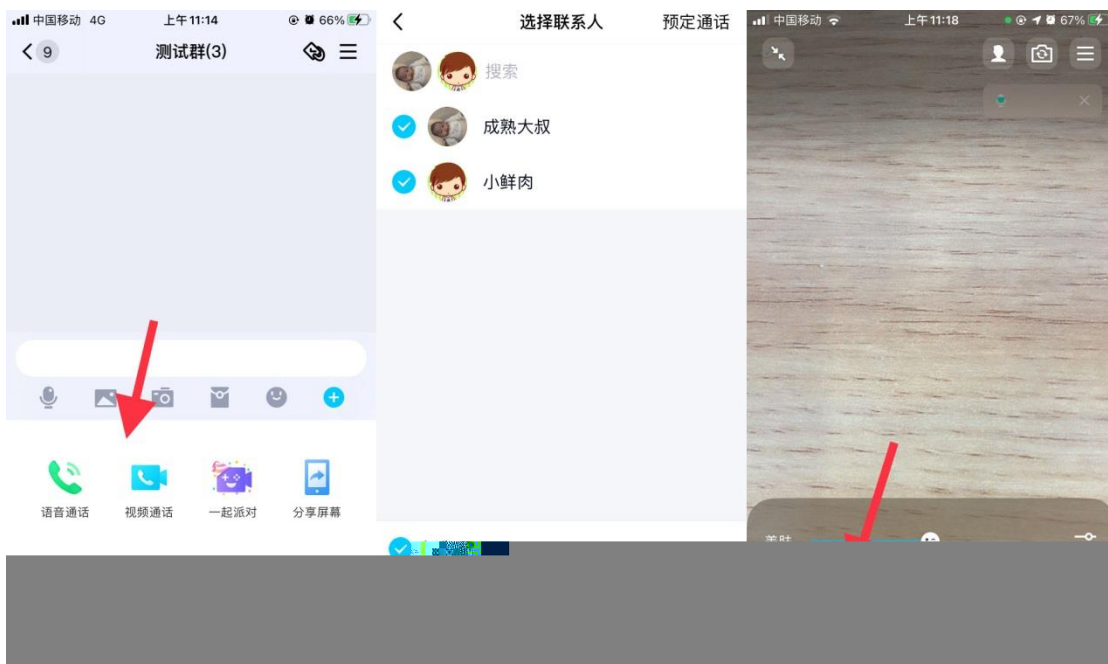 中国移动 4G 上午11:14 66%
9 测试群(3)
语音通话 视频通话 一起派对 分享屏幕
选择联系人 预定通话
搜索
成熟大叔
小鲜肉
中国移动 上午11:18 67%